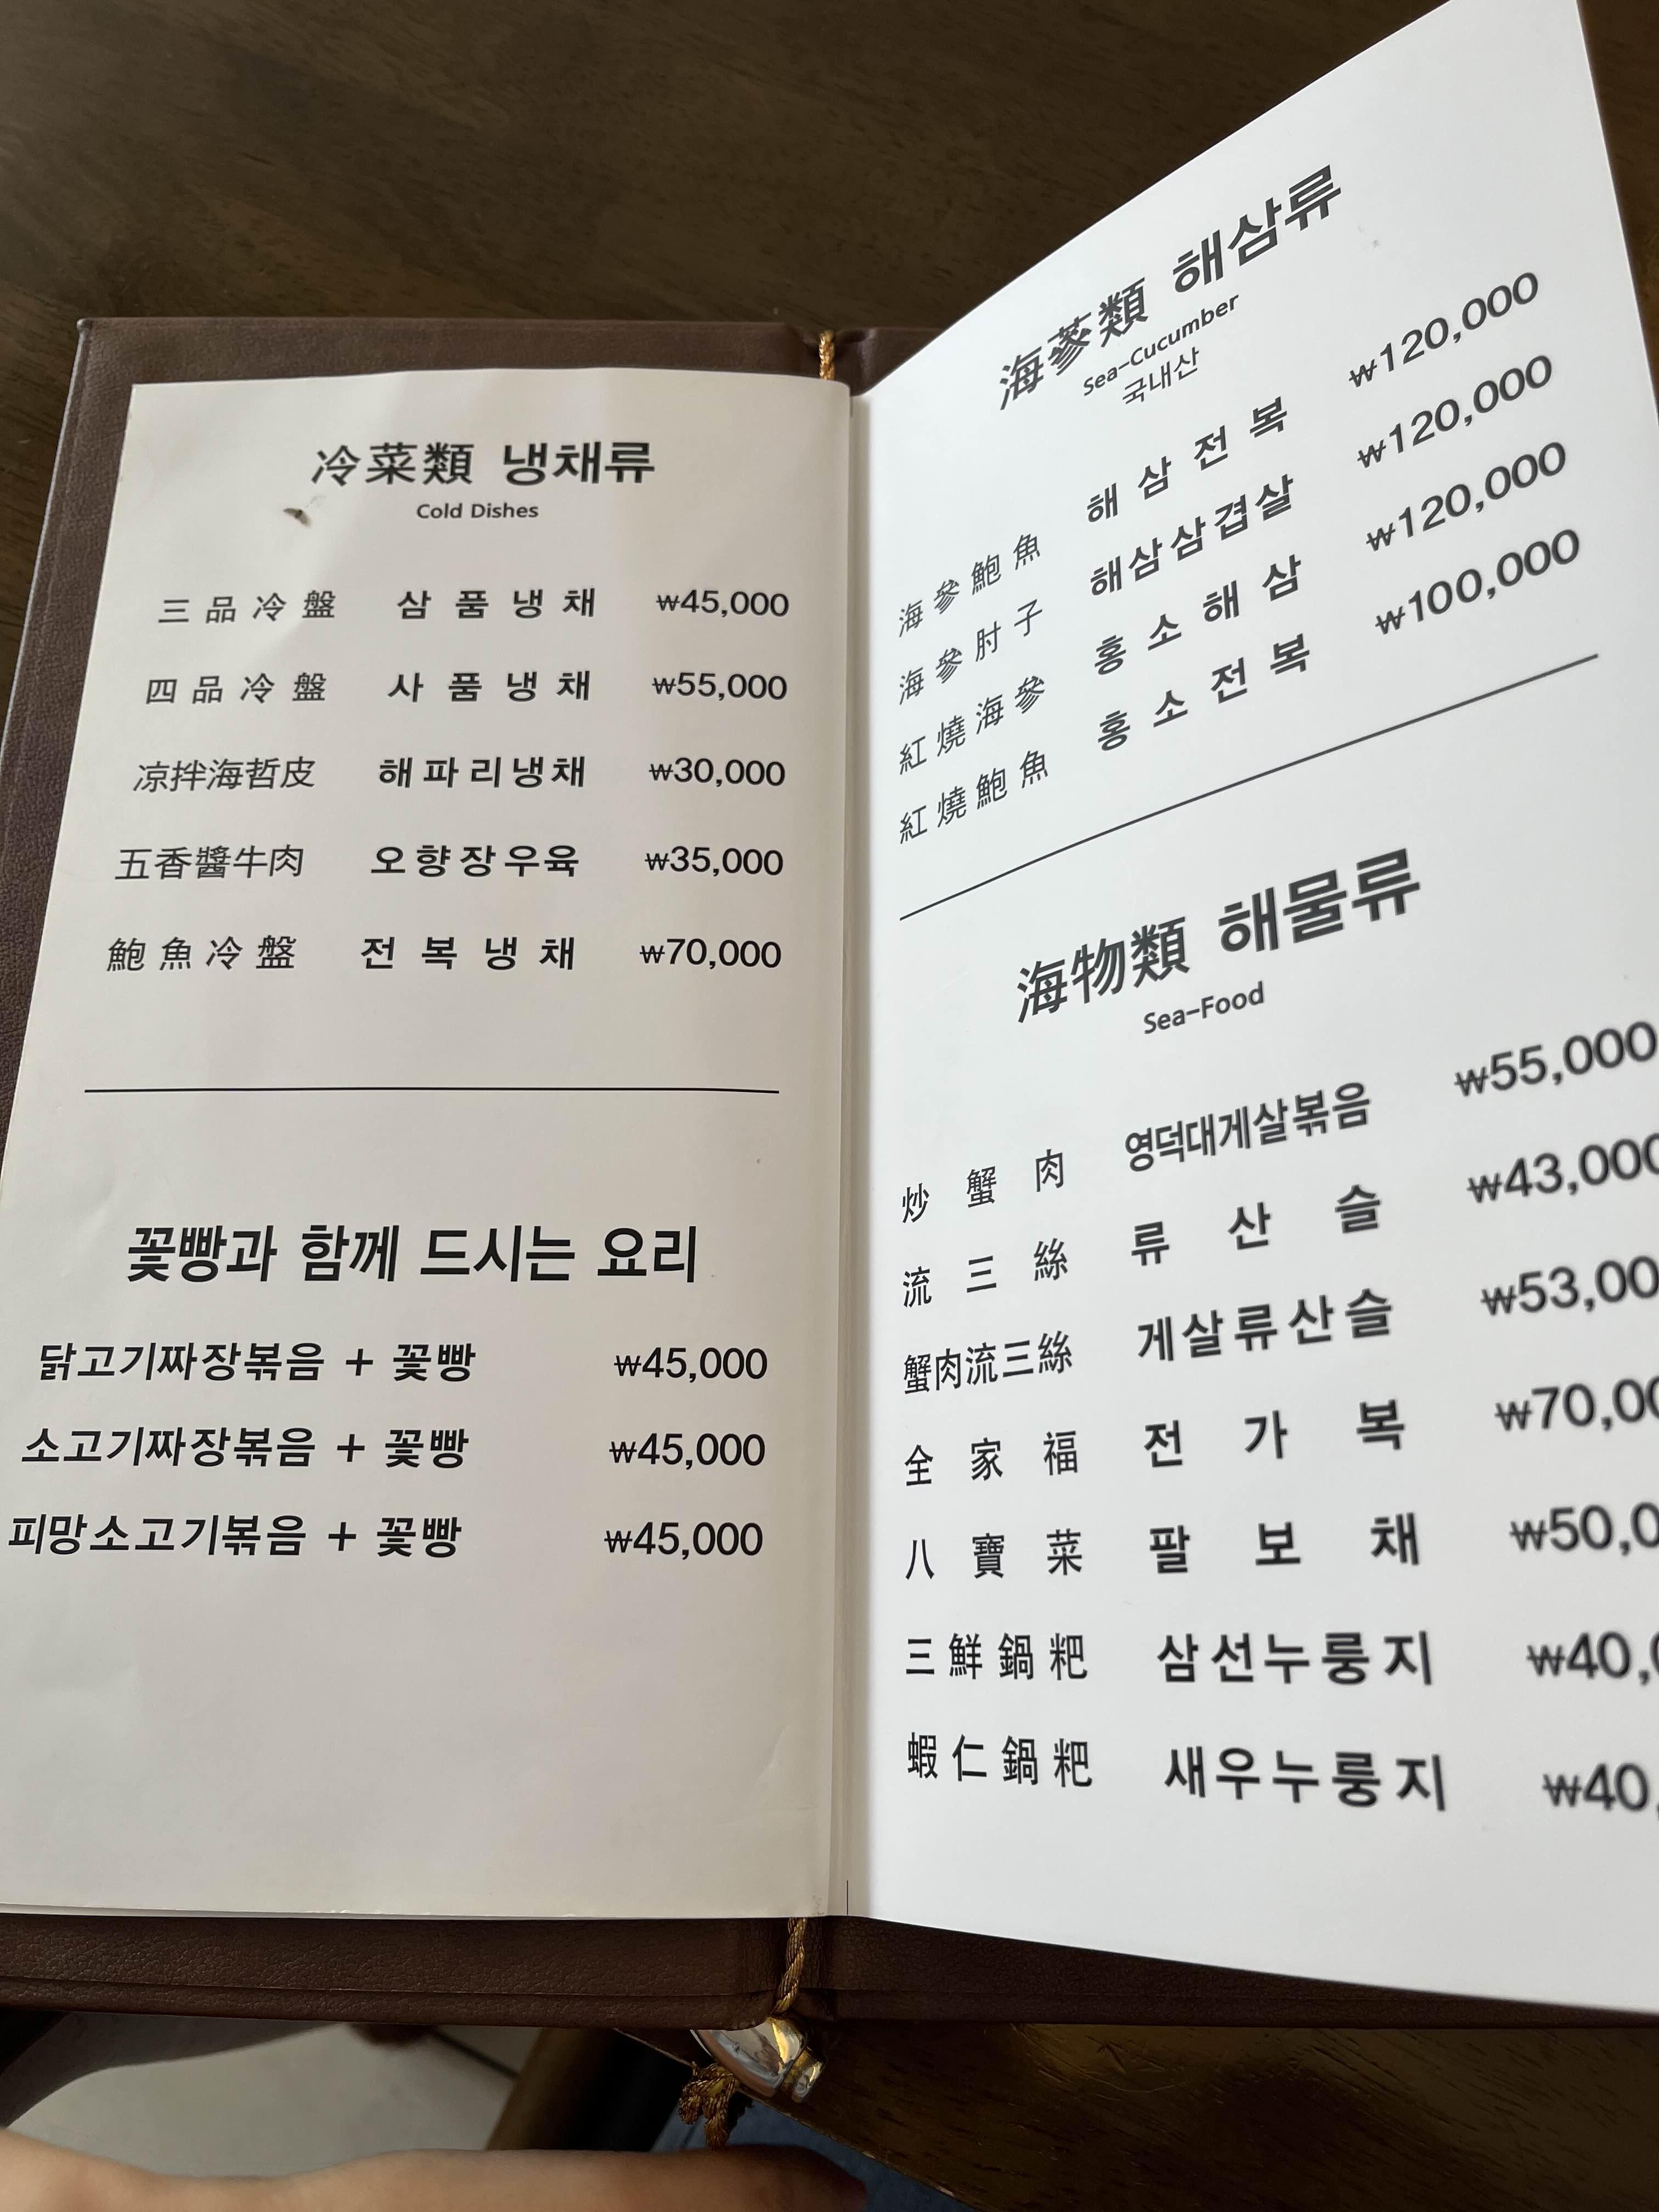 冷菜類 냉채류
Cold Dishes
三品冷盤 삼품냉채 ₩45,000
四品冷盤 사품냉채 ₩55,000
凉拌海哲皮 해파리냉채 ₩30,000
五香醬牛肉 오향장우육 ₩35,000
鮑魚冷盤 전복냉채 ₩70,000
꽃빵과 함께 드시는 요리
닭고기짜장볶음 + 꽃빵 ₩45,000
소고기짜장볶음 + 꽃빵 ₩45,000
피망소고기볶음 + 꽃빵 ₩45,000
海蔘類 해삼류
Sea-Cucumber
국내산
海參鮑魚 해삼전복 ₩120,000
海參肘子 해삼삼겹살 ₩120,000
紅燒海參 홍소해삼 ₩120,000
紅燒鮑魚 홍소전복 ₩100,000
海物類 해물류
Sea-Food
炒蟹肉 영덕대게살볶음 ₩55,000
流三絲 류산슬 ₩43,000
蟹肉流三絲 게살류산슬 ₩53,00
全家福 전가복 ₩70,00
八寶菜 팔보채 ₩50,0
三鮮鍋粑 삼선누룽지 ₩40,
蝦仁鍋粑 새우누룽지 ₩40,